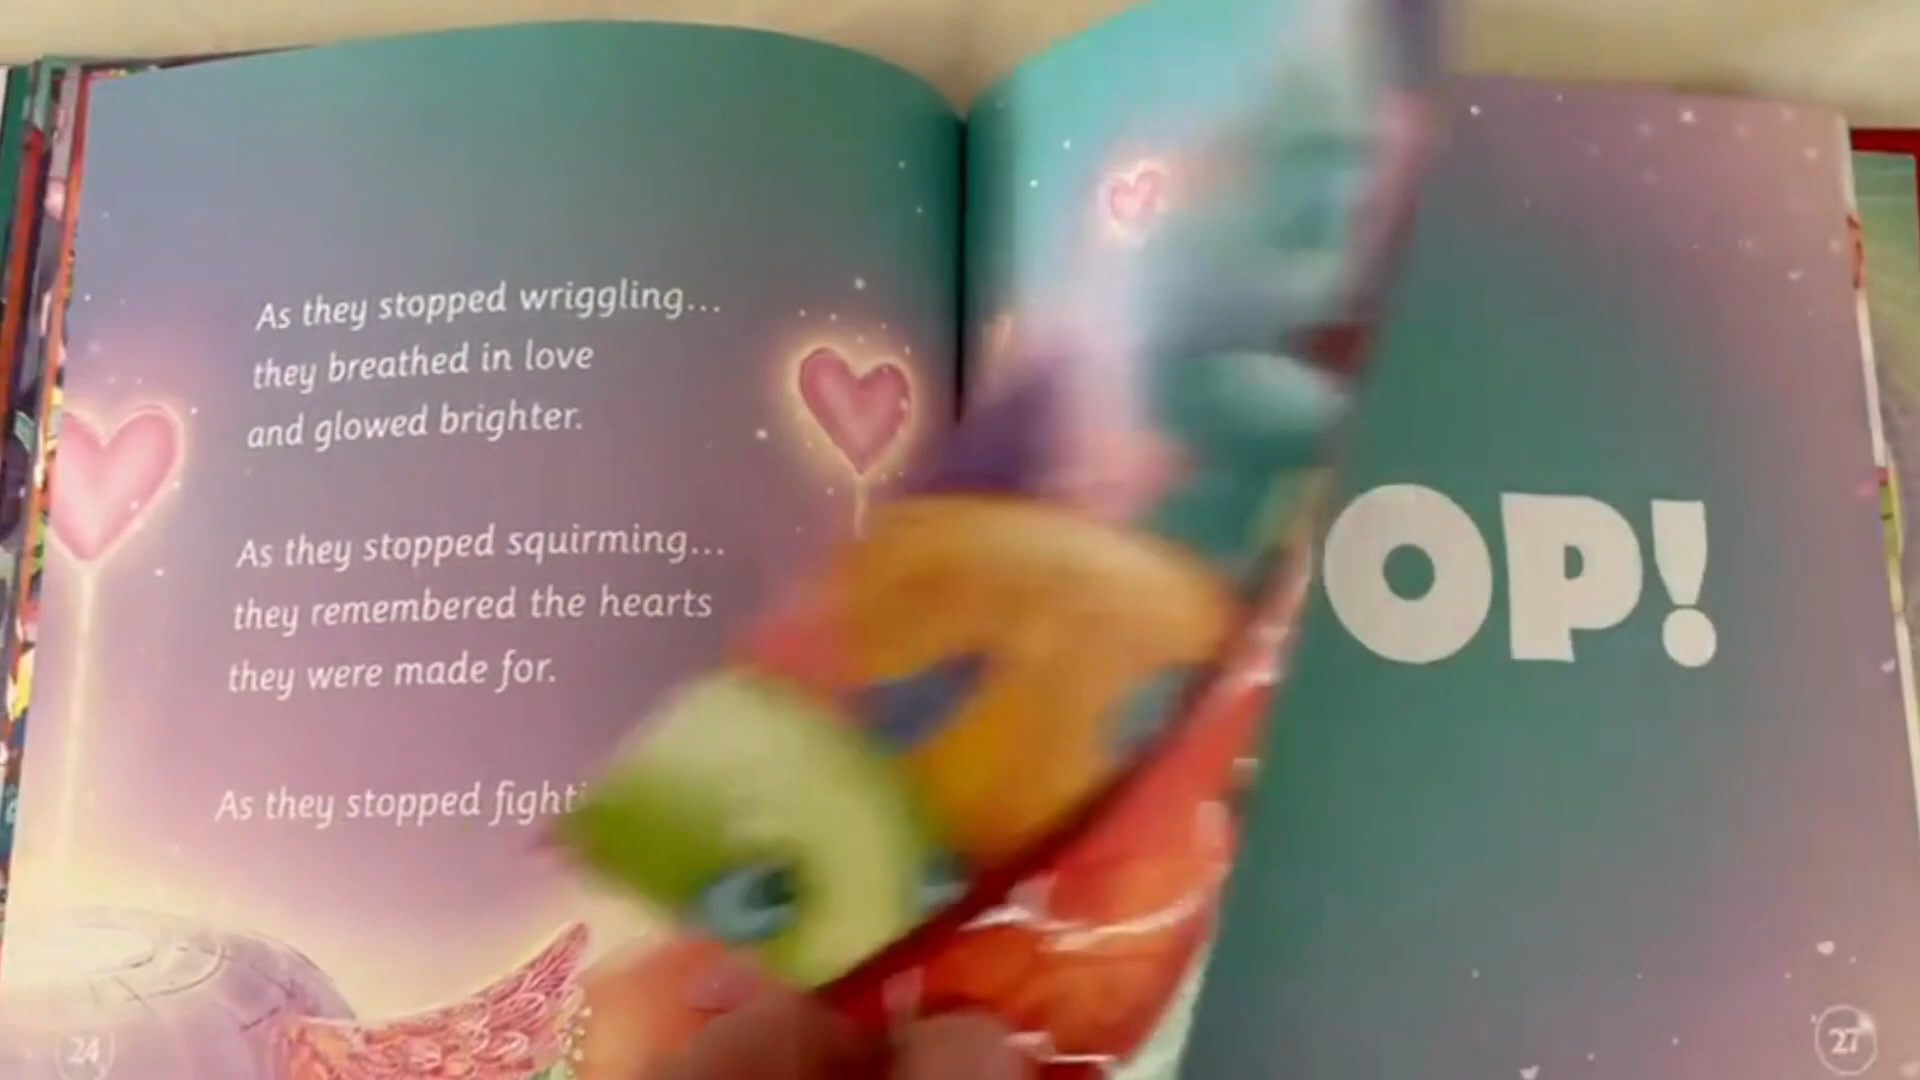 As they stopped wriggling...
they breathed in love
and glowed brighter.
As they stopped squirming...
they remembered the hearts
they were made for.
As they stopped
OP!
24
27